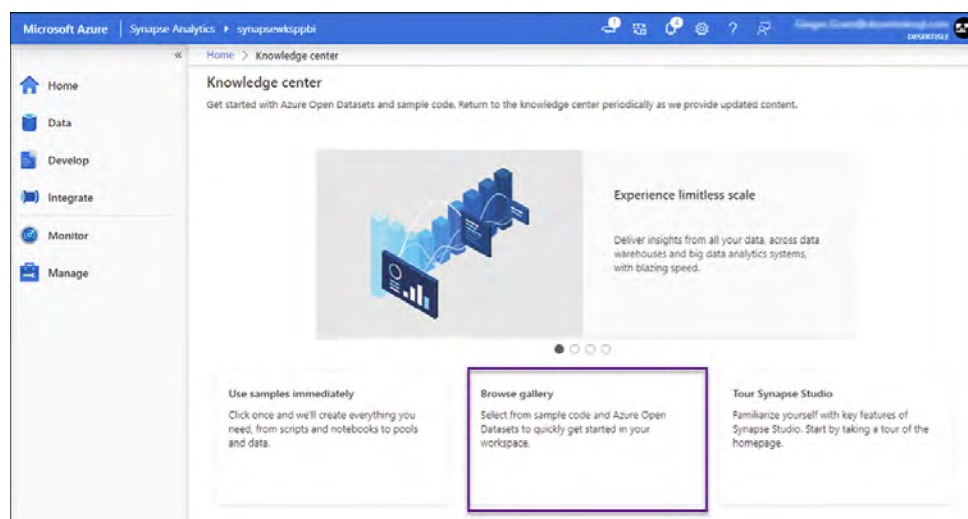 Microsoft Azure | Synapse Analytics ▸ synapsewksppbi
DESERTISLE
« Home > Knowledge center
Home
Data
Develop
Integrate
Monitor
Manage
Knowledge center
Get started with Azure Open Datasets and sample code. Return to the knowledge center periodically as we provide updated content.
Experience limitless scale
Deliver insights from all your data, across data
warehouses and big data analytics systems,
with blazing speed.
Use samples immediately
Click once and we'll create everything you
need, from scripts and notebooks to pools
and data.
Browse gallery
Select from sample code and Azure Open
Datasets to quickly get started in your
workspace.
Tour Synapse Studio
Familiarize yourself with key features of
Synapse Studio. Start by taking a tour of the
homepage.